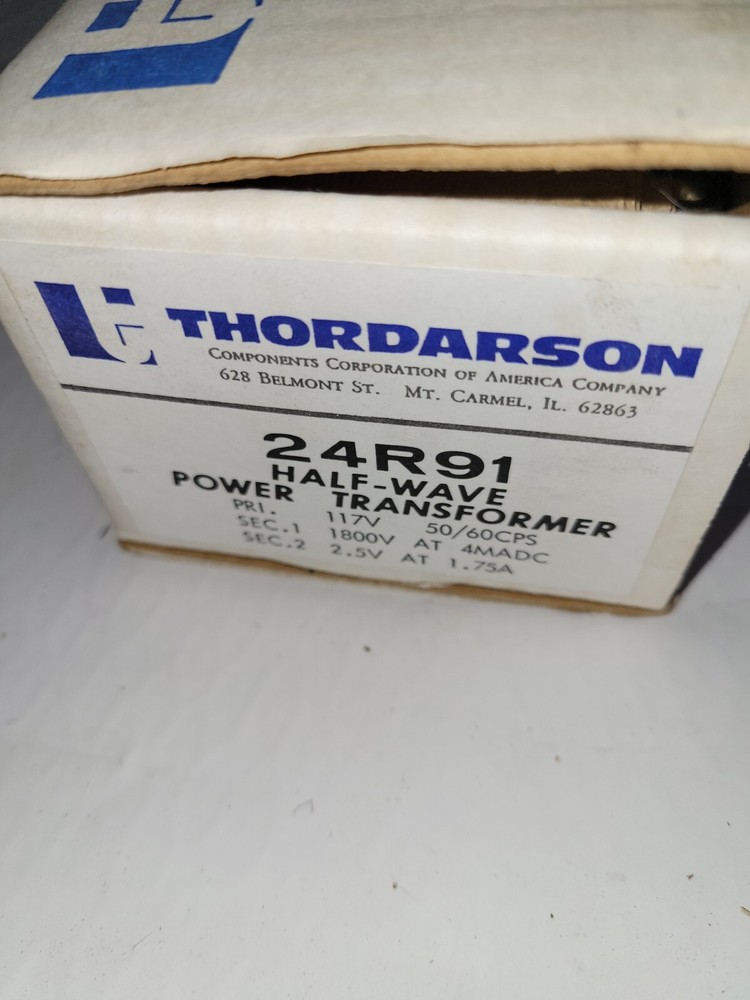 THORDARSON
COMPONENTS CORPORATION OF AMERICA COMPANY
628 BELMONT ST. MT. CARMEL, IL. 62863
24R91
HALF-WAVE
POWER TRANSFORMER
PRI. 117V 50/60CPS
SEC.1 1800V AT 4MADC
SEC.2 2.5V AT 1.75A